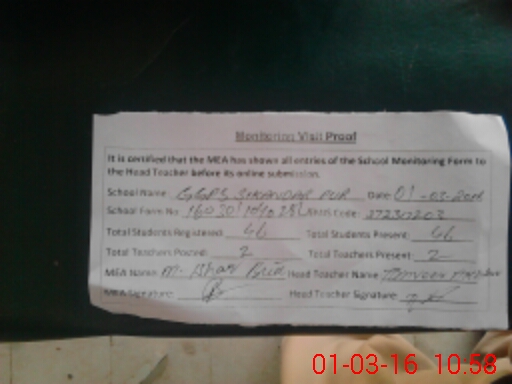 Monitoring Visit Proof
It is certified that the MEA has shown all entries of the School Monitoring Form to
the Head Teacher before its online submission.
School Name: GGPS SIKANDAR PUR Date: 01-03-2016
School Form No: EMIS Code: 37230203
Total Students Registered: 46 Total Students Present: 46
Total Teachers Posted: 2 Total Teachers Present: 2
MEA Name: M. Head Teacher Name:
MEA Signature: Head Teacher Signature:
01-03-16 10:58